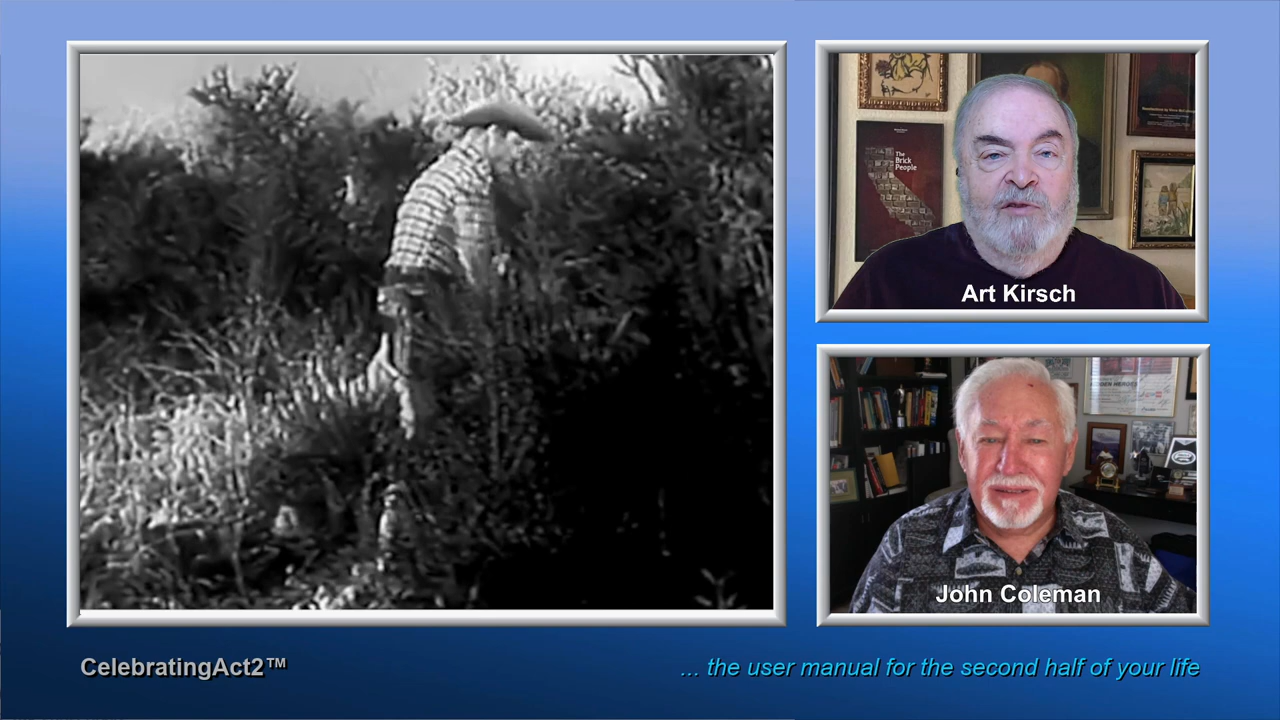 The
Brick
People
Art Kirsch
John Coleman
CelebratingAct2™
... the user manual for the second half of your life